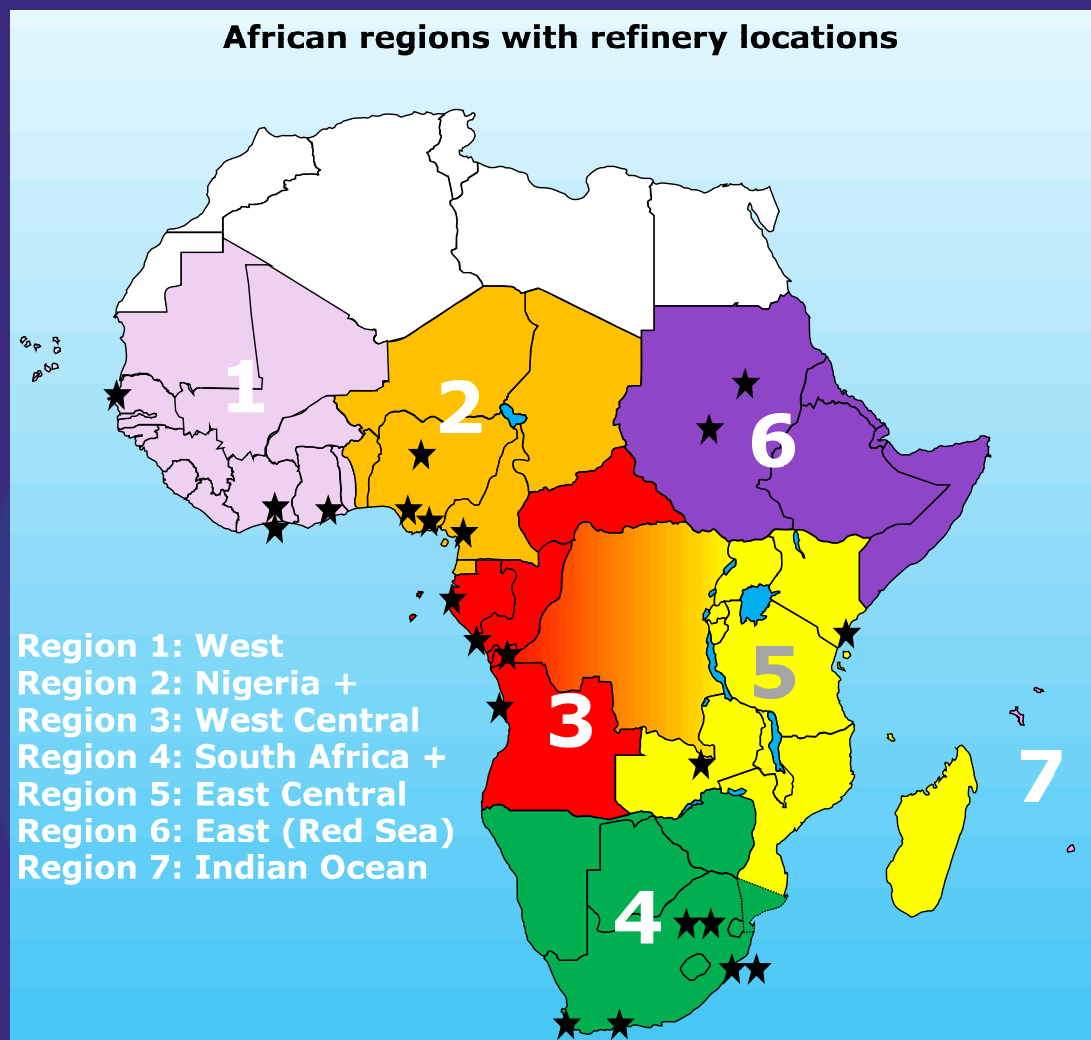 African regions with refinery locations
1
2
6
Region 1: West
Region 2: Nigeria +
Region 3: West Central
Region 4: South Africa +
Region 5: East Central
Region 6: East (Red Sea)
Region 7: Indian Ocean
5
3
7
4